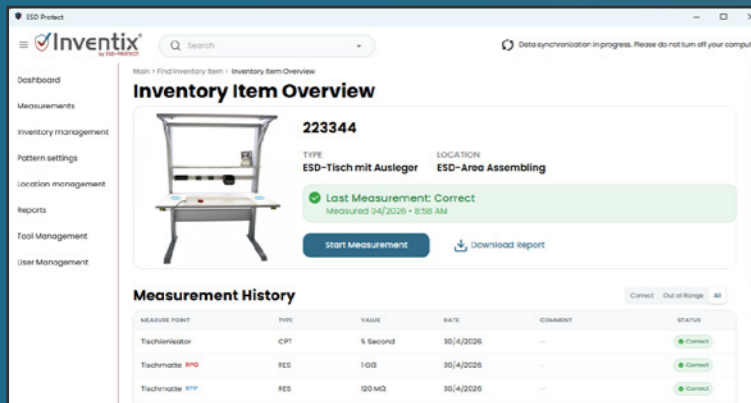 ESD Protect
Inventix
by ESD-PROTECT
Search
Data synchronization in progress. Please do not turn off your comput
Dashboard
Measurements
Inventory management
Pattern settings
Location management
Reports
Tool Management
User Management
Main > Find Inventory Item > Inventory Item Overview
Inventory Item Overview
223344
TYPE LOCATION
ESD-Tisch mit Ausleger ESD-Area Assembling
Last Measurement: Correct
Measured 04/2026 • 8:58 AM
Start Measurement Download Report
Measurement History
Correct Out of Range All
MEASURE POINT TYPE VALUE DATE COMMENT STATUS
Tischionisator CPT 5 Second 30/4/2026 — Correct
Tischmatte RPG RES 1 GΩ 30/4/2026 — Correct
Tischmatte RPP RES 120 MΩ 30/4/2026 — Correct